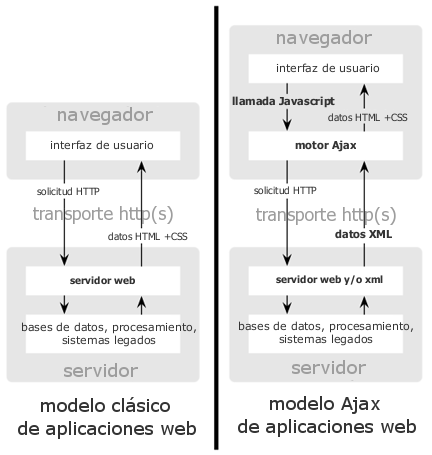 navegador
interfaz de usuario
solicitud HTTP
transporte http(s)
datos HTML +CSS
servidor web
bases de datos, procesamiento,
sistemas legados
servidor
modelo clásico
de aplicaciones web
navegador
interfaz de usuario
llamada Javascript
datos HTML +CSS
motor Ajax
solicitud HTTP
transporte http(s)
datos XML
servidor web y/o xml
bases de datos, procesamiento,
sistemas legados
servidor
modelo Ajax
de aplicaciones web